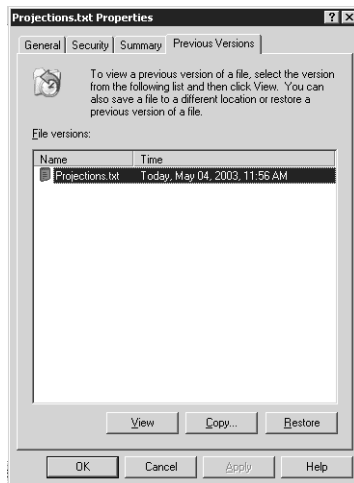 Projections.txt Properties ? X
General Security Summary Previous Versions
To view a previous version of a file, select the version
from the following list and then click View. You can
also save a file to a different location or restore a
previous version of a file.
File versions:
Name Time
Projections.txt Today, May 04, 2003, 11:56 AM
View Copy... Restore
OK Cancel Apply Help